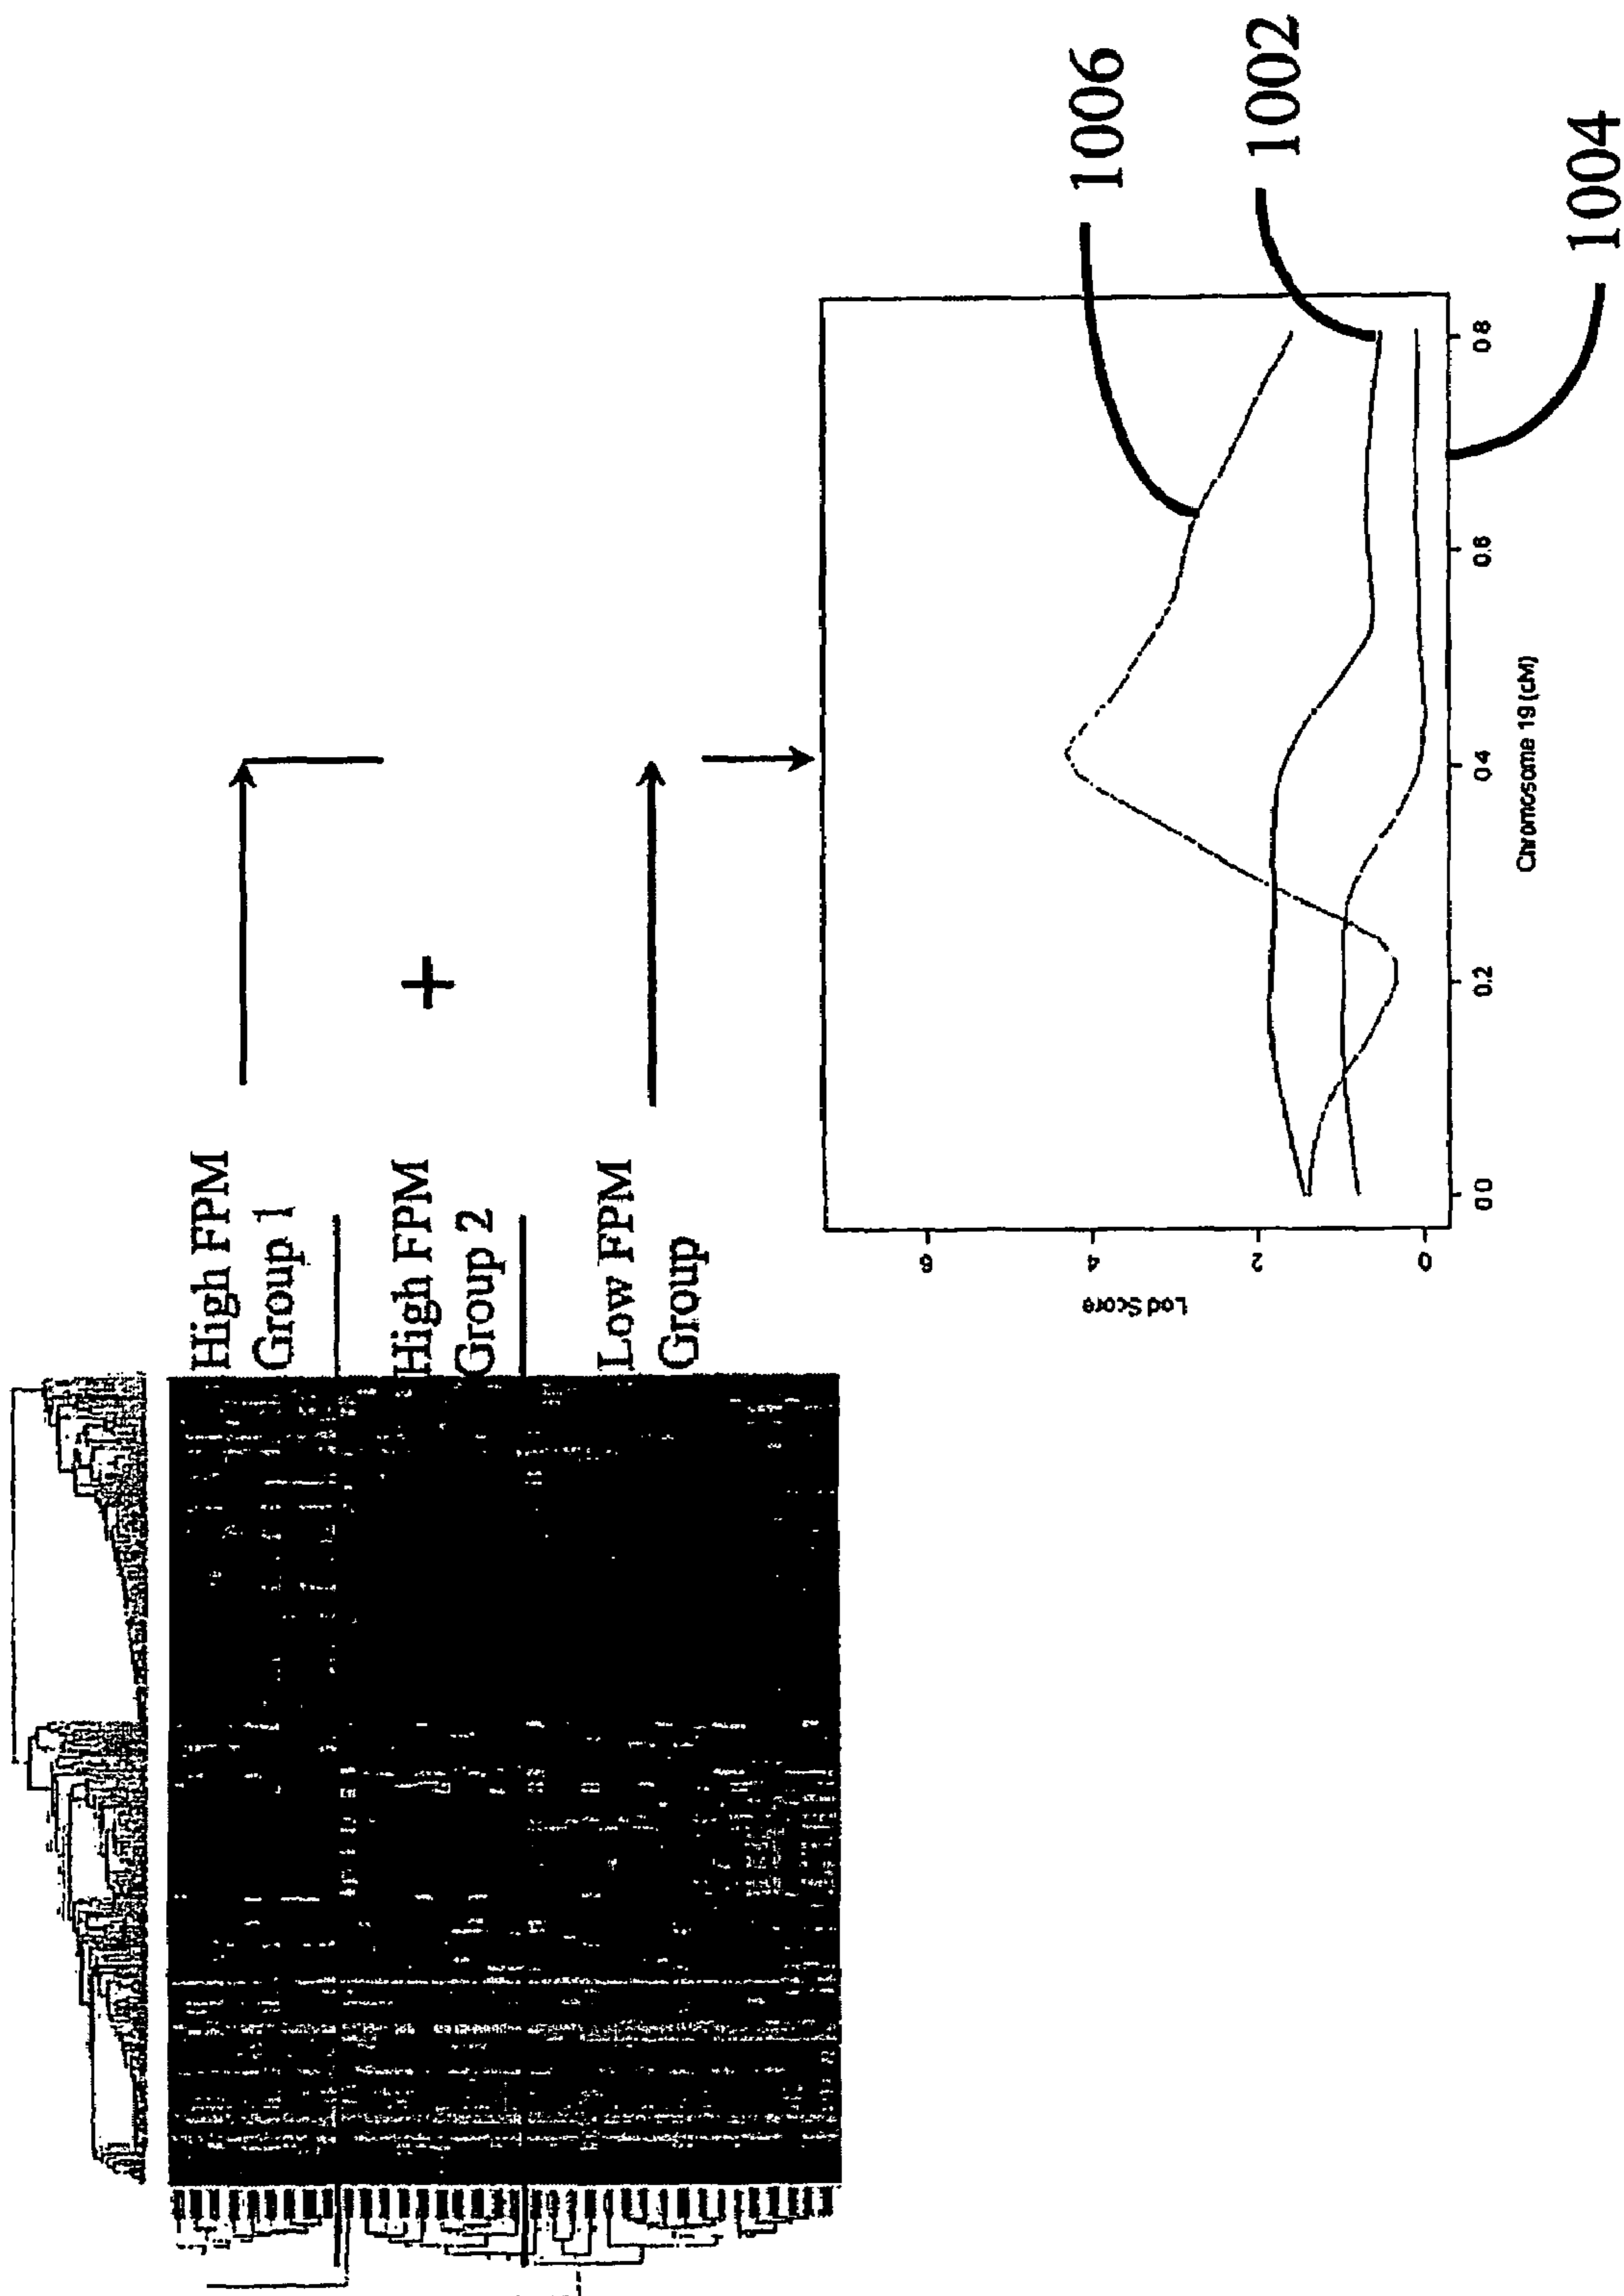 High FPM
Group 1
High FPM
Group 2
Low FPM
Group
+
1006
1002
1004
Lod Score
6
4
2
0
0.0
0.2
0.4
0.6
0.8
Chromosome 19 (cM)